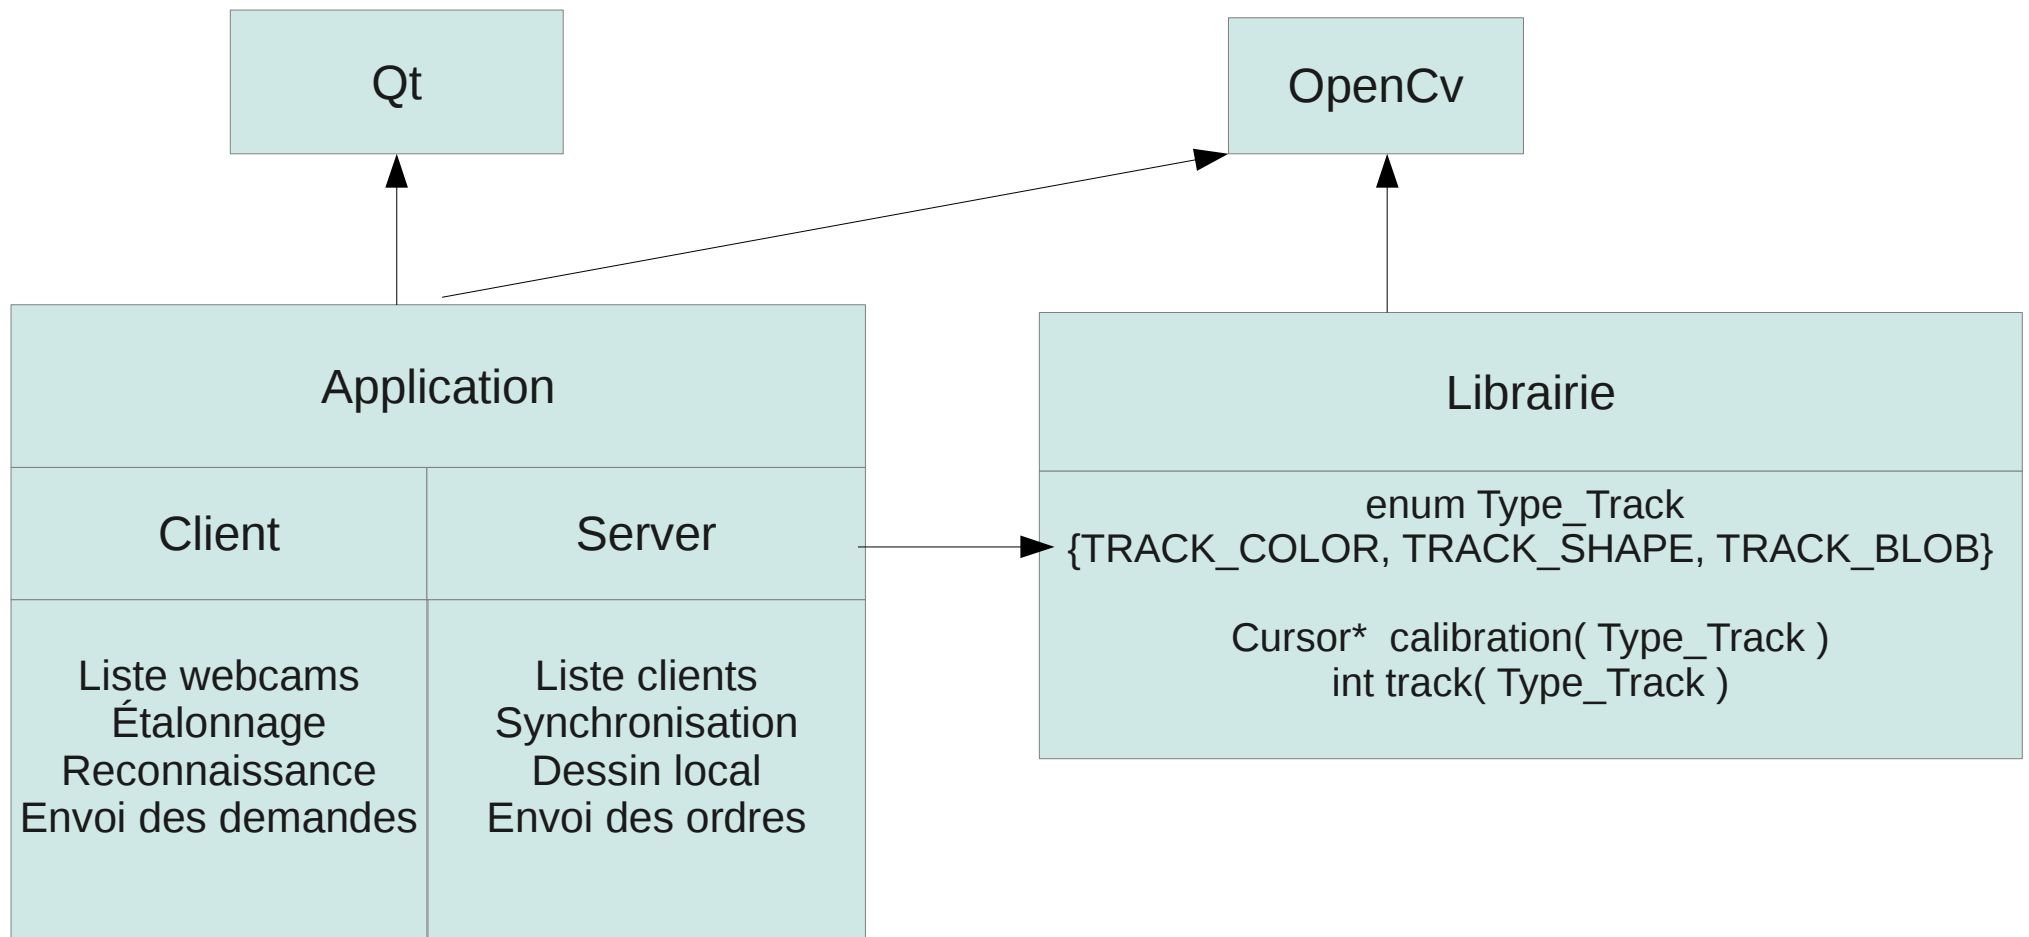 Qt
OpenCv
Application
Client
Server
Liste webcams
Étalonnage
Reconnaissance
Envoi des demandes
Liste clients
Synchronisation
Dessin local
Envoi des ordres
Librairie
enum Type_Track
{TRACK_COLOR, TRACK_SHAPE, TRACK_BLOB}
Cursor*  calibration( Type_Track )
int track( Type_Track )